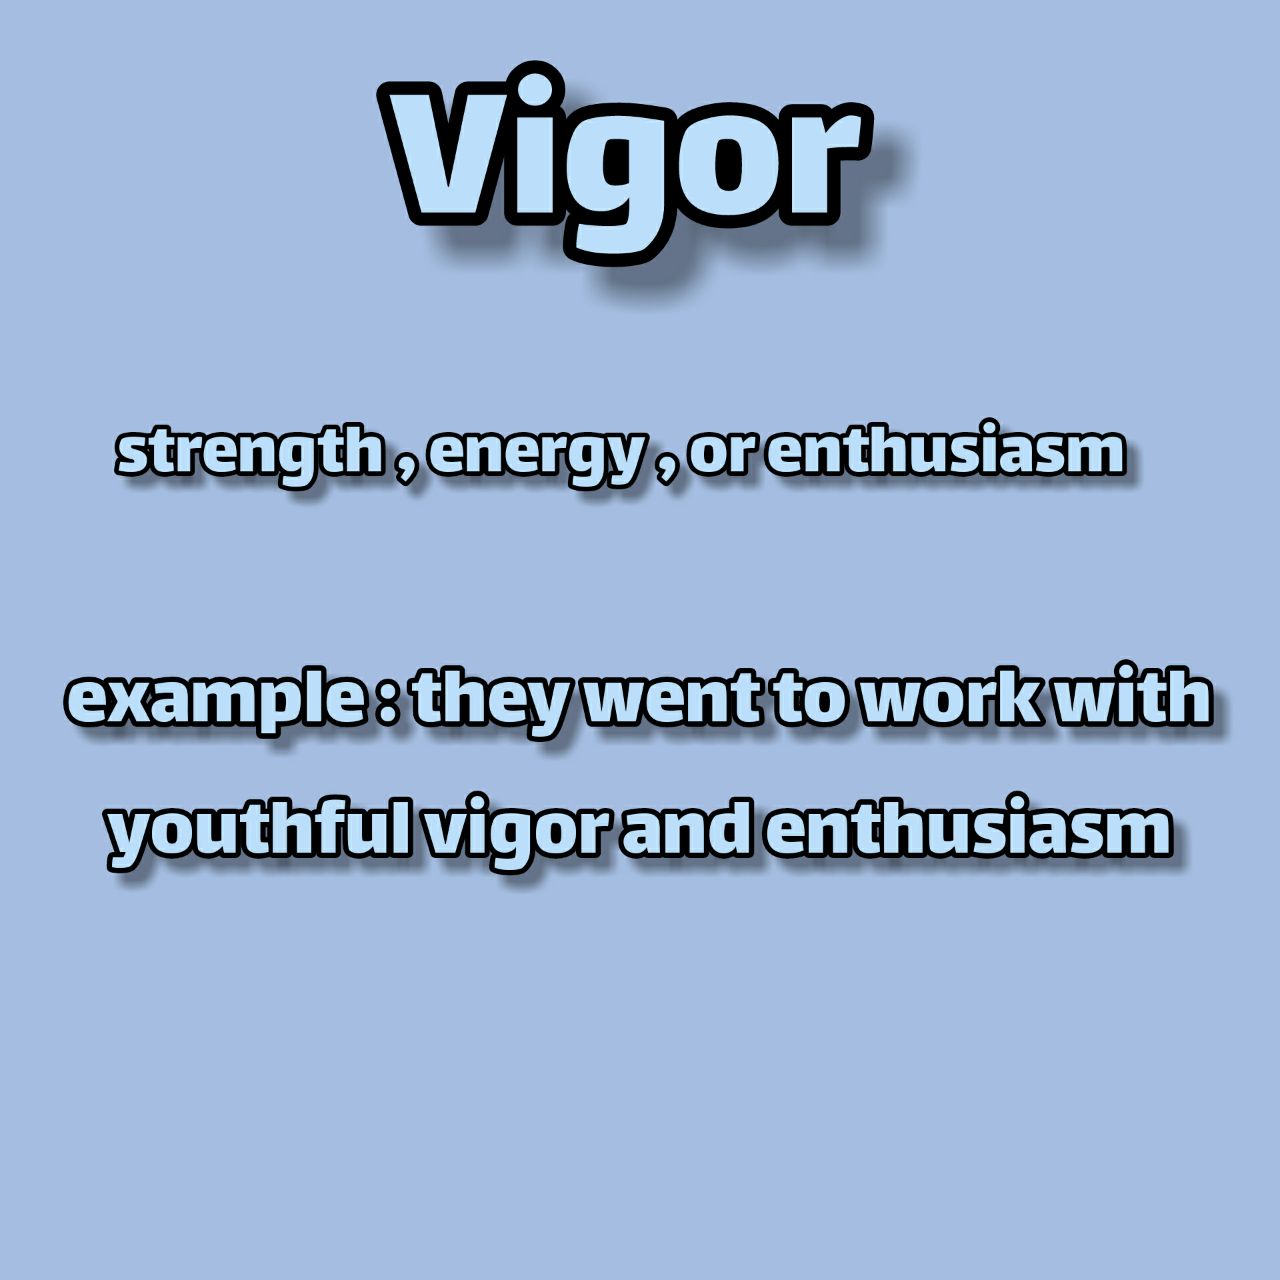 Vigor
strength , energy , or enthusiasm
example : they went to work with
youthful vigor and enthusiasm